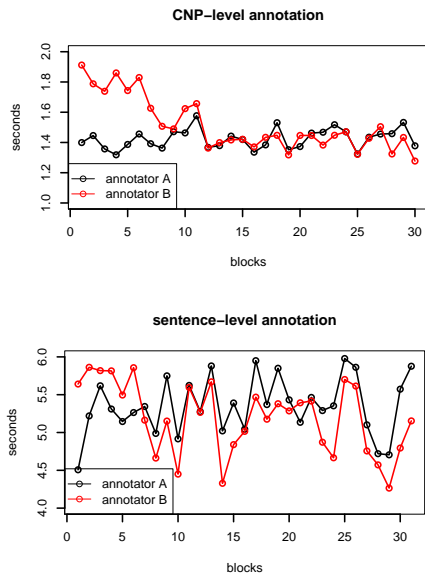 CNP−level annotation
2.0
1.8
1.6
1.4
1.2
1.0
seconds
annotator A
annotator B
0 5 10 15 20 25 30
blocks
sentence−level annotation
6.0
5.5
5.0
4.5
4.0
seconds
annotator A
annotator B
0 5 10 15 20 25 30
blocks